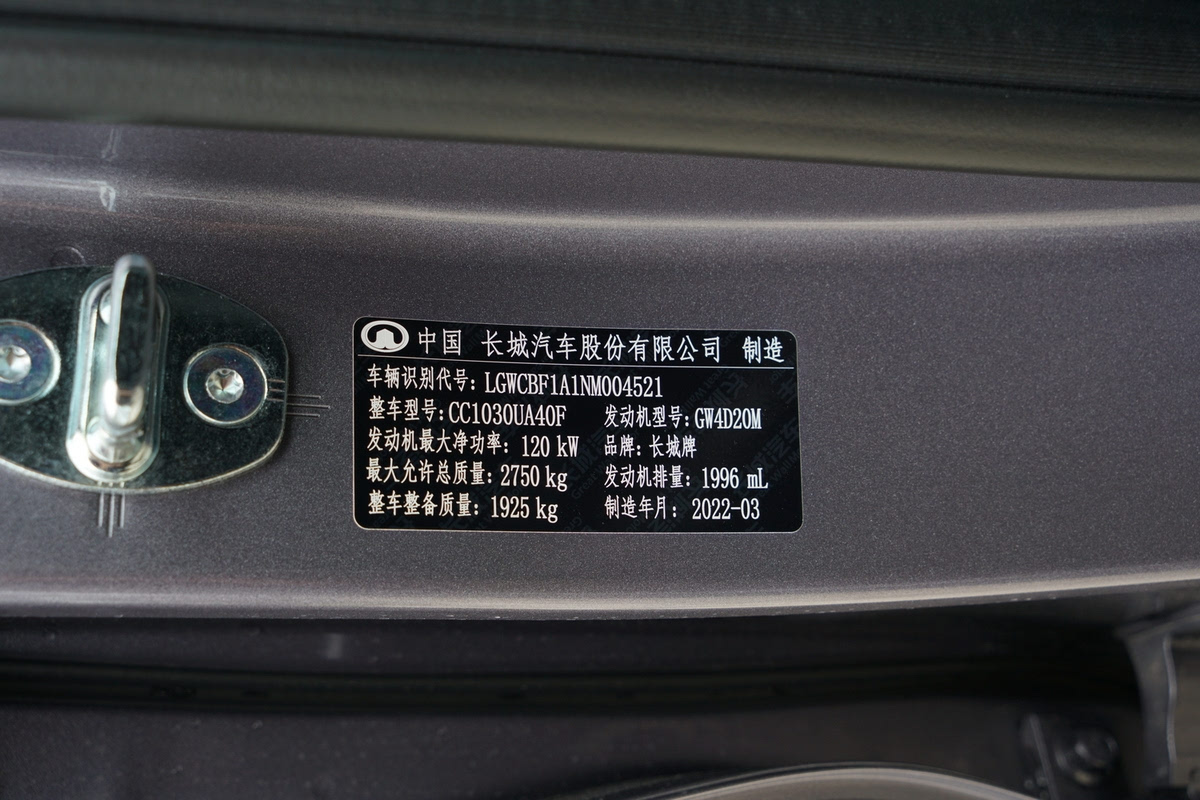 中国 长城汽车股份有限公司 制造
车辆识别代号: LGWCBF1A1NM004521
整车型号: CC1030UA40F 发动机型号: GW4D20M
发动机最大净功率: 120 kW 品牌: 长城牌
最大允许总质量: 2750 kg 发动机排量: 1996 mL
整车整备质量: 1925 kg 制造年月: 2022-03